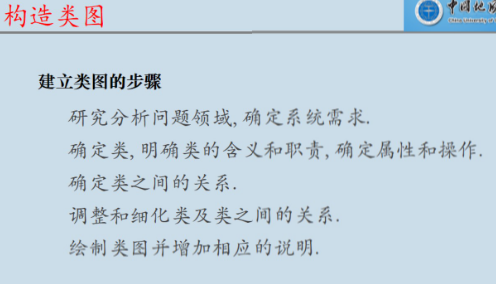 构造类图
中国地
建立类图的步骤
研究分析问题领域, 确定系统需求.
确定类, 明确类的含义和职责, 确定属性和操作.
确定类之间的关系.
调整和细化类及类之间的关系.
绘制类图并增加相应的说明.